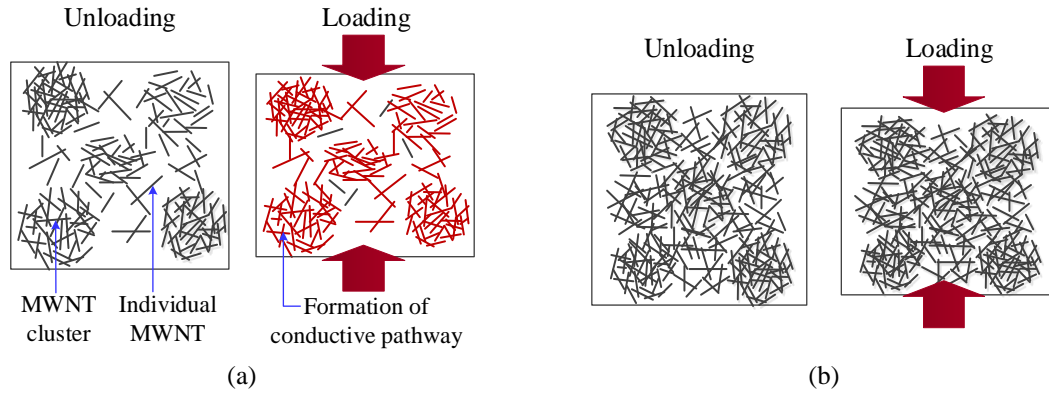 Unloading
Loading
MWNT
cluster
Individual
MWNT
Formation of
conductive pathway
(a)
Unloading
Loading
(b)